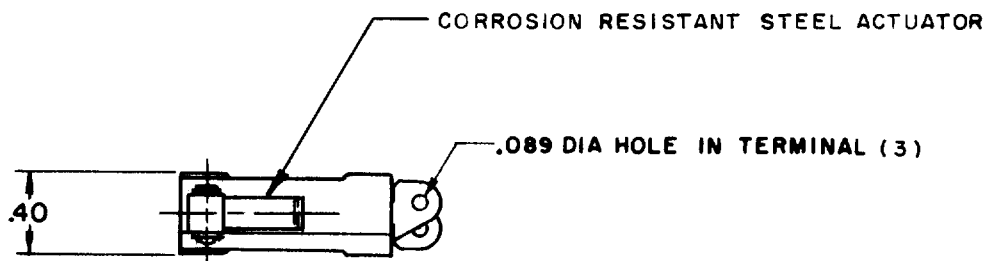 CORROSION RESISTANT STEEL ACTUATOR
.089 DIA HOLE IN TERMINAL (3)
.40